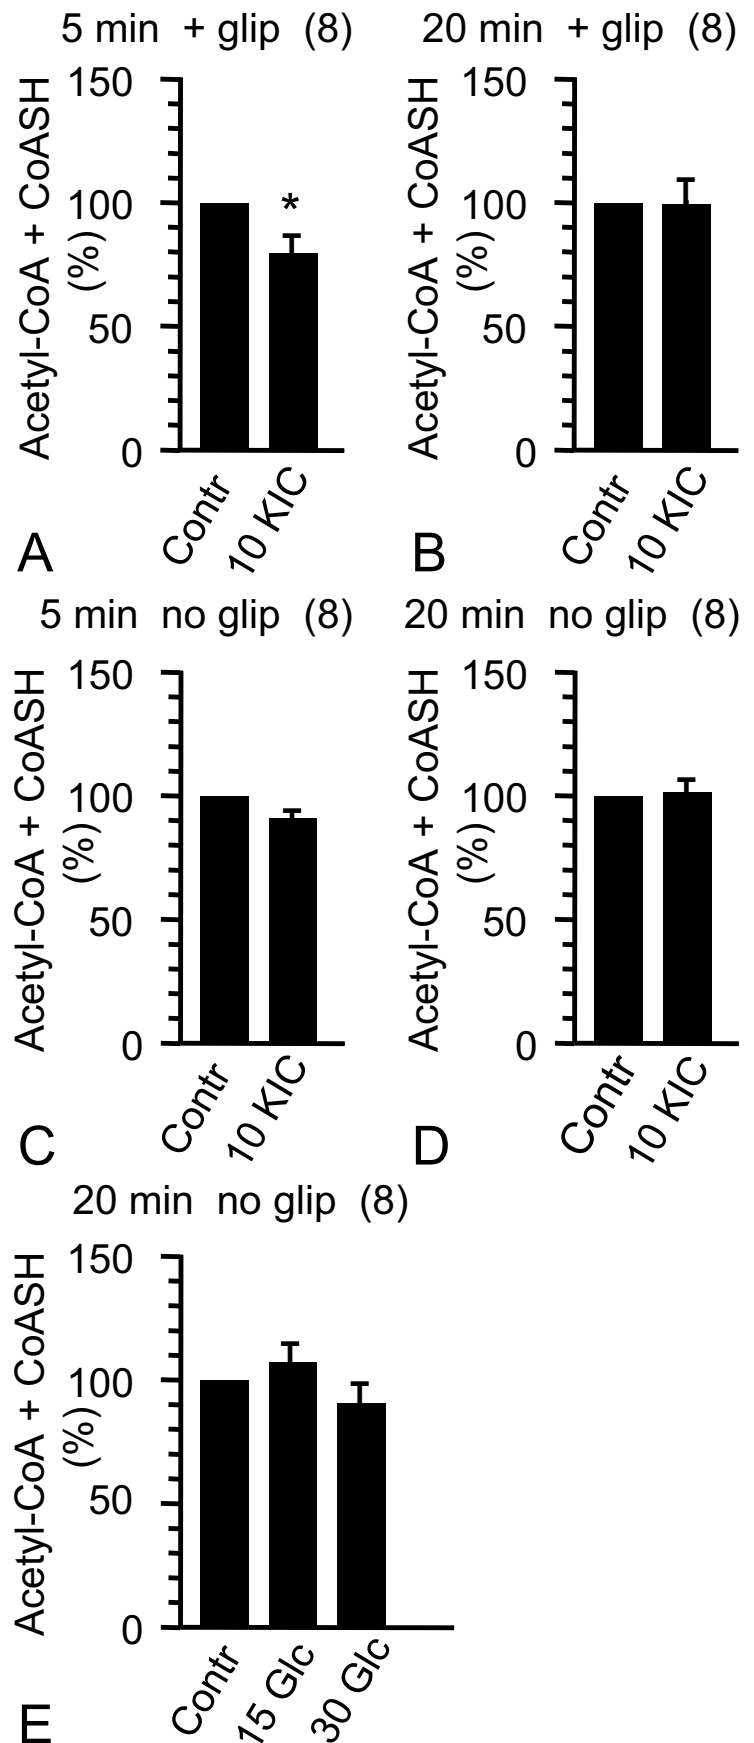 5 min + glip (8)
Acetyl-CoA + CoASH
(%)
150
100
50
0
*
Contr
10 KIC
A
20 min + glip (8)
Acetyl-CoA + CoASH
(%)
150
100
50
0
Contr
10 KIC
B
5 min no glip (8)
Acetyl-CoA + CoASH
(%)
150
100
50
0
Contr
10 KIC
C
20 min no glip (8)
Acetyl-CoA + CoASH
(%)
150
100
50
0
Contr
10 KIC
D
20 min no glip (8)
Acetyl-CoA + CoASH
(%)
150
100
50
0
Contr
15 Glc
30 Glc
E